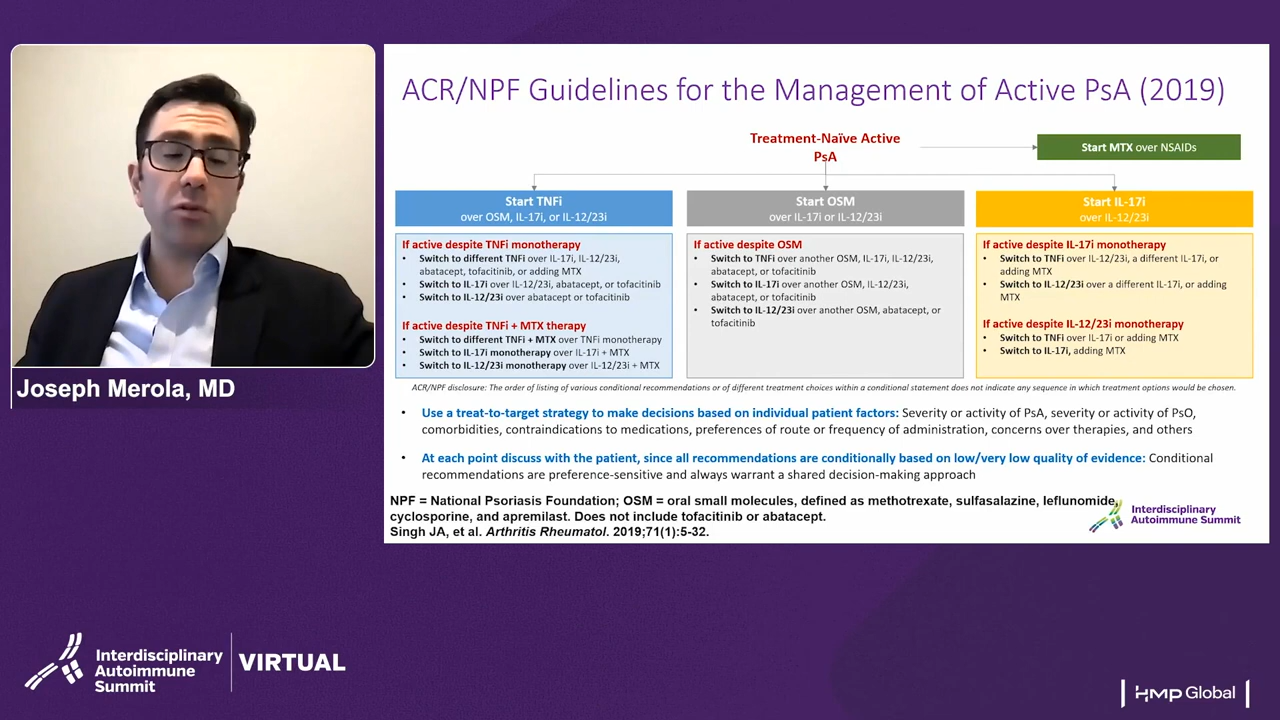 ACR/NPF Guidelines for the Management of Active PsA (2019)
Treatment-Naïve Active
PsA
Start MTX over NSAIDs
Start TNFi
over OSM, IL-17i, or IL-12/23i
If active despite TNFi monotherapy
• Switch to different TNFi over IL-17i, IL-12/23i,
abatacept, tofacitinib, or adding MTX
• Switch to IL-17i over IL-12/23i, abatacept, or tofacitinib
• Switch to IL-12/23i over abatacept or tofacitinib
If active despite TNFi + MTX therapy
• Switch to different TNFi + MTX over TNFi monotherapy
• Switch to IL-17i monotherapy over IL-17i + MTX
• Switch to IL-12/23i monotherapy over IL-12/23i + MTX
Start OSM
over IL-17i or IL-12/23i
If active despite OSM
• Switch to TNFi over another OSM, IL-17i, IL-12/23i,
abatacept, or tofacitinib
• Switch to IL-17i over another OSM, IL-12/23i,
abatacept, or tofacitinib
• Switch to IL-12/23i over another OSM, abatacept, or
tofacitinib
Start IL-17i
over IL-12/23i
If active despite IL-17i monotherapy
• Switch to TNFi over IL-12/23i, a different IL-17i, or
adding MTX
• Switch to IL-12/23i over a different IL-17i, or adding
MTX
If active despite IL-12/23i monotherapy
• Switch to TNFi over IL-17i or adding MTX
• Switch to IL-17i, adding MTX
ACR/NPF disclosure: The order of listing of various conditional recommendations or of different treatment choices within a conditional statement does not indicate any sequence in which treatment options would be chosen.
• Use a treat-to-target strategy to make decisions based on individual patient factors: Severity or activity of PsA, severity or activity of PsO,
comorbidities, contraindications to medications, preferences of route or frequency of administration, concerns over therapies, and others
• At each point discuss with the patient, since all recommendations are conditionally based on low/very low quality of evidence: Conditional
recommendations are preference-sensitive and always warrant a shared decision-making approach
NPF = National Psoriasis Foundation; OSM = oral small molecules, defined as methotrexate, sulfasalazine, leflunomide,
cyclosporine, and apremilast. Does not include tofacitinib or abatacept.
Singh JA, et al. Arthritis Rheumatol. 2019;71(1):5-32.
Interdisciplinary
Autoimmune Summit
Joseph Merola, MD
Interdisciplinary
Autoimmune
Summit
VIRTUAL
HMP Global